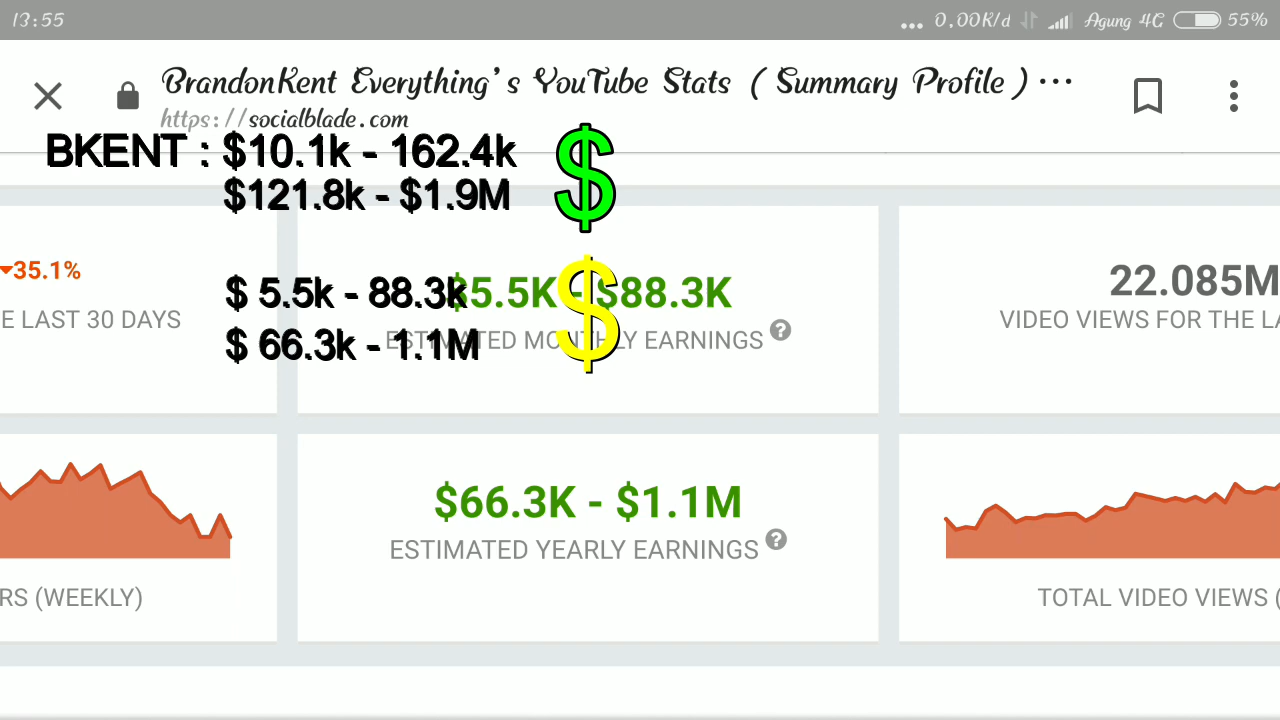 13:55
... 0.00K/d Agung 4G 55%
BrandonKent Everything's YouTube Stats ( Summary Profile ) ...
https://socialblade.com
BKENT : $10.1k - 162.4k $
$121.8k - $1.9M
35.1%
E LAST 30 DAYS
$ 5.5k - 88.3k $
$ 66.3k - 1.1M
$5.5K - $88.3K
ESTIMATED MONTHLY EARNINGS ?
22.085M
VIDEO VIEWS FOR THE LA
RS (WEEKLY)
$66.3K - $1.1M
ESTIMATED YEARLY EARNINGS ?
TOTAL VIDEO VIEWS (